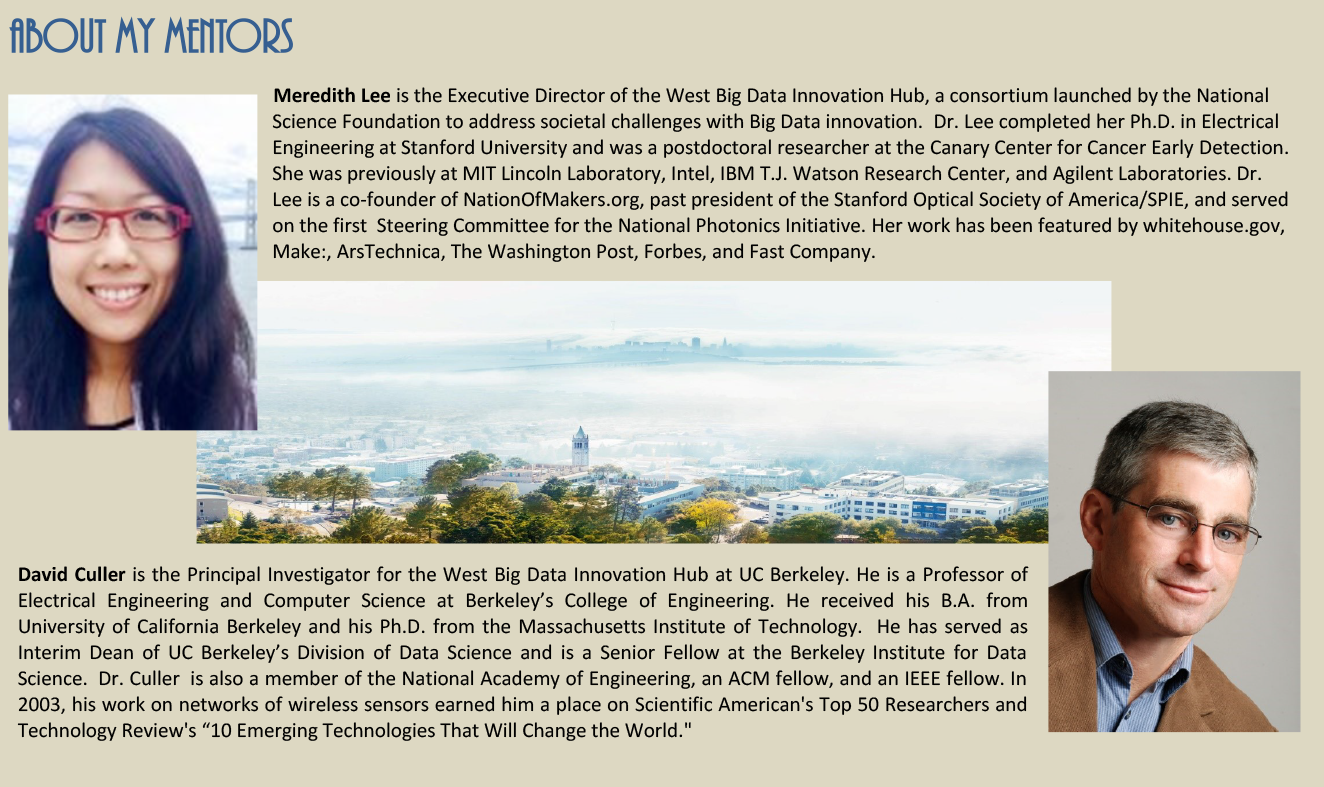 ABOUT MY MENTORS
Meredith Lee is the Executive Director of the West Big Data Innovation Hub, a consortium launched by the National
Science Foundation to address societal challenges with Big Data innovation.  Dr. Lee completed her Ph.D. in Electrical
Engineering at Stanford University and was a postdoctoral researcher at the Canary Center for Cancer Early Detection.
She was previously at MIT Lincoln Laboratory, Intel, IBM T.J. Watson Research Center, and Agilent Laboratories. Dr.
Lee is a co-founder of NationOfMakers.org, past president of the Stanford Optical Society of America/SPIE, and served
on the first  Steering Committee for the National Photonics Initiative. Her work has been featured by whitehouse.gov,
Make:, ArsTechnica, The Washington Post, Forbes, and Fast Company.
David Culler is the Principal Investigator for the West Big Data Innovation Hub at UC Berkeley. He is a Professor of
Electrical Engineering and Computer Science at Berkeley’s College of Engineering. He received his B.A. from
University of California Berkeley and his Ph.D. from the Massachusetts Institute of Technology.  He has served as
Interim Dean of UC Berkeley’s Division of Data Science and is a Senior Fellow at the Berkeley Institute for Data
Science.  Dr. Culler  is also a member of the National Academy of Engineering, an ACM fellow, and an IEEE fellow. In
2003, his work on networks of wireless sensors earned him a place on Scientific American's Top 50 Researchers and
Technology Review's “10 Emerging Technologies That Will Change the World."